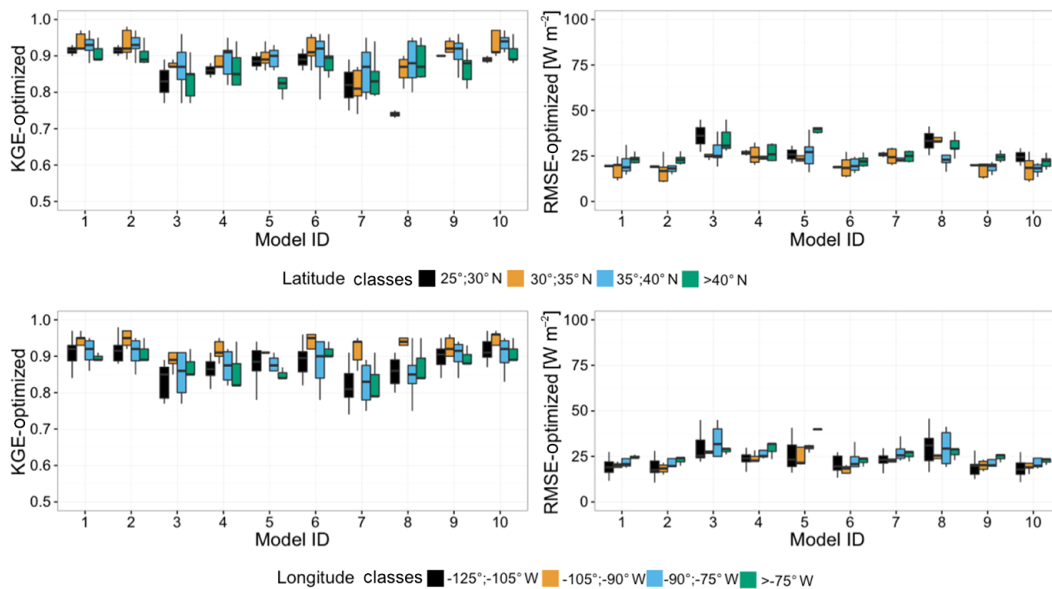 KGE-optimized
1.0
0.9
0.8
0.7
0.6
0.5
1 2 3 4 5 6 7 8 9 10
Model ID
RMSE-optimized [W m⁻²]
100
75
50
25
0
1 2 3 4 5 6 7 8 9 10
Model ID
Latitude classes 25°;30°N 30°;35°N 35°;40°N >40°N
KGE-optimized
1.0
0.9
0.8
0.7
0.6
0.5
1 2 3 4 5 6 7 8 9 10
Model ID
RMSE-optimized [W m⁻²]
100
75
50
25
0
1 2 3 4 5 6 7 8 9 10
Model ID
Longitude classes -125°;-105°W -105°;-90°W -90°;-75°W >-75°W